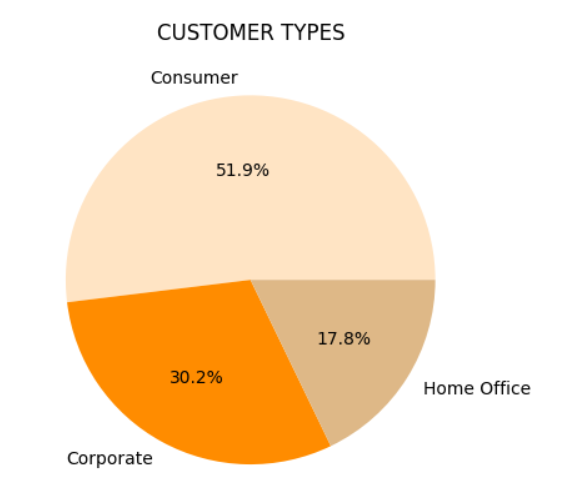 CUSTOMER TYPES
Consumer
51.9%
17.8%
30.2%
Home Office
Corporate